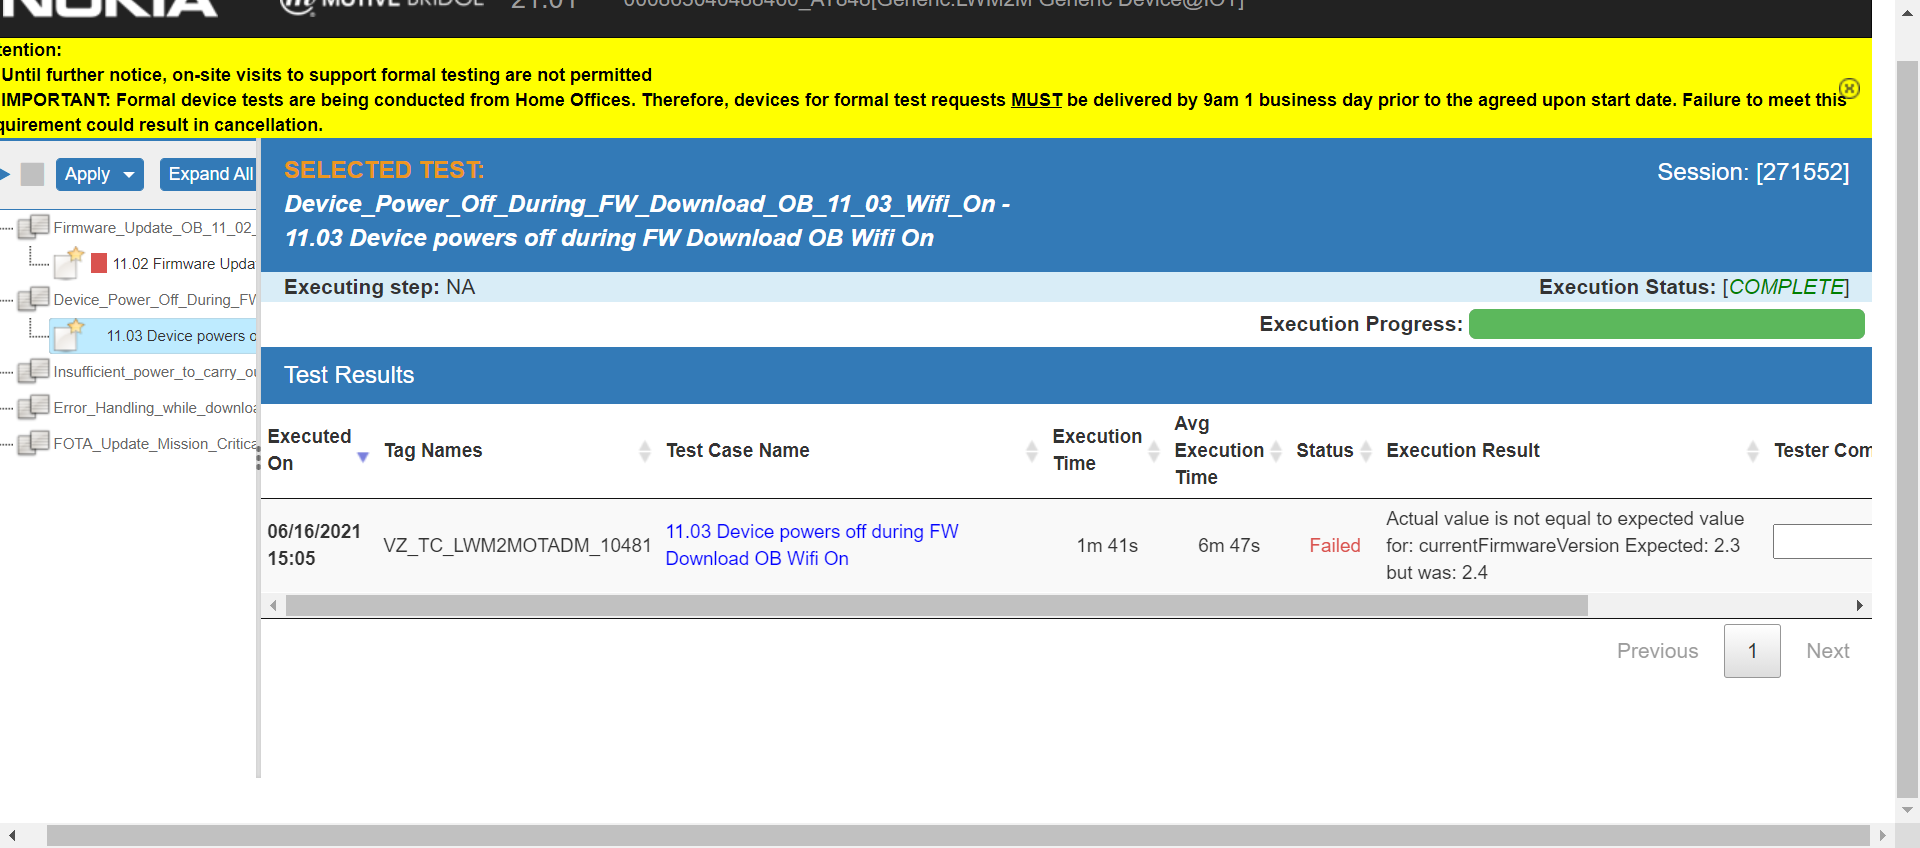 NOKIA
MOTIVE BRIDGE
21.01
tention:
Until further notice, on-site visits to support formal testing are not permitted
IMPORTANT: Formal device tests are being conducted from Home Offices. Therefore, devices for formal test requests MUST be delivered by 9am 1 business day prior to the agreed upon start date. Failure to meet this
quirement could result in cancellation.
Apply
Expand All
Firmware_Update_OB_11_02_
11.02 Firmware Upda
Device_Power_Off_During_FW
11.03 Device powers o
Insufficient_power_to_carry_ou
Error_Handling_while_downloa
FOTA_Update_Mission_Critica
SELECTED TEST:
Session: [271552]
Device_Power_Off_During_FW_Download_OB_11_03_Wifi_On -
11.03 Device powers off during FW Download OB Wifi On
Executing step: NA
Execution Status: [COMPLETE]
Execution Progress:
Test Results
Executed
On
Tag Names
Test Case Name
Execution
Time
Avg
Execution
Time
Status
Execution Result
Tester Com
06/16/2021
15:05
VZ_TC_LWM2MOTADM_10481
11.03 Device powers off during FW
Download OB Wifi On
1m 41s
6m 47s
Failed
Actual value is not equal to expected value
for: currentFirmwareVersion Expected: 2.3
but was: 2.4
Previous
1
Next